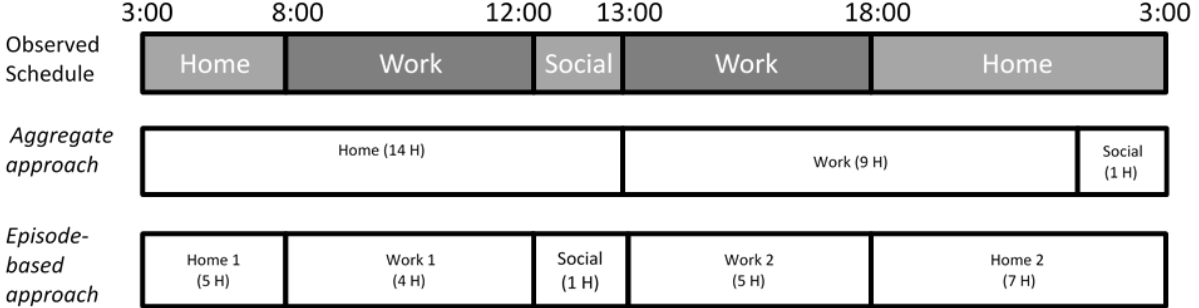 3:00 8:00 12:00 13:00 18:00 3:00
Observed
Schedule
Home Work Social Work Home
Aggregate
approach
Home (14 H) Work (9 H) Social
(1 H)
Episode-
based
approach
Home 1
(5 H)
Work 1
(4 H)
Social
(1 H)
Work 2
(5 H)
Home 2
(7 H)